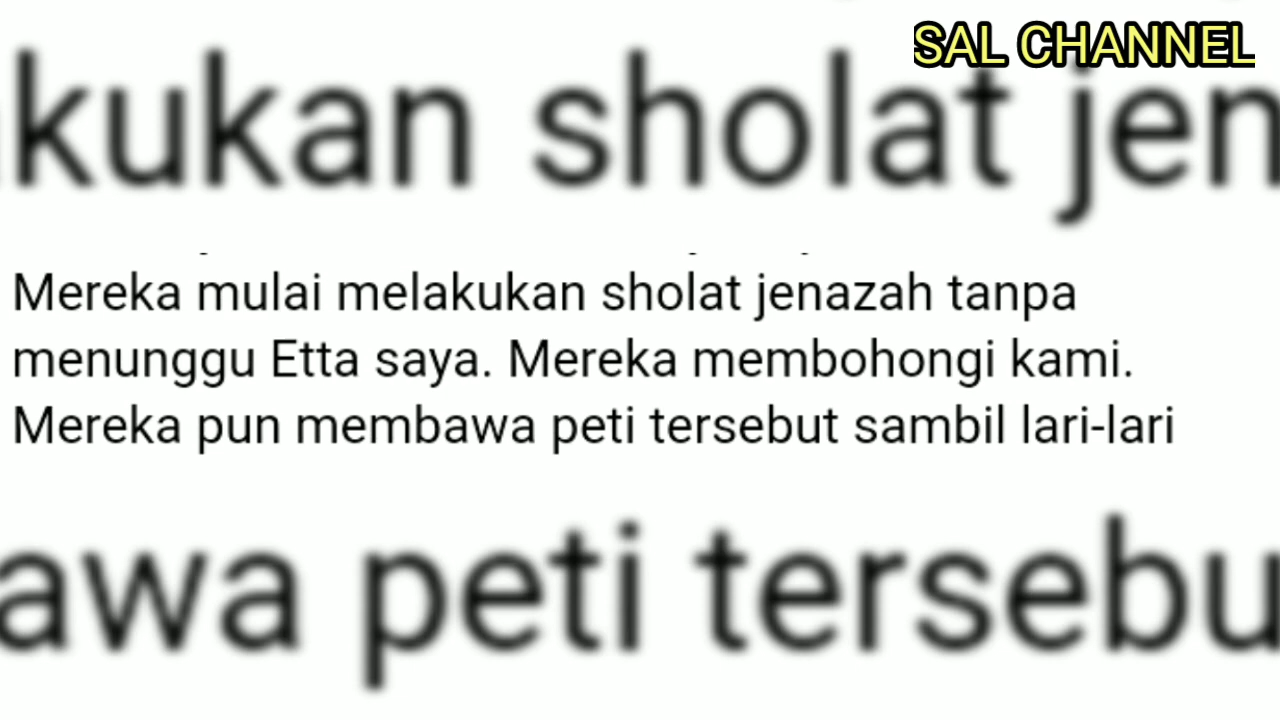 SAL CHANNEL
kukan sholat jen
Mereka mulai melakukan sholat jenazah tanpa
menunggu Etta saya. Mereka membohongi kami.
Mereka pun membawa peti tersebut sambil lari-lari
awa peti tersebu